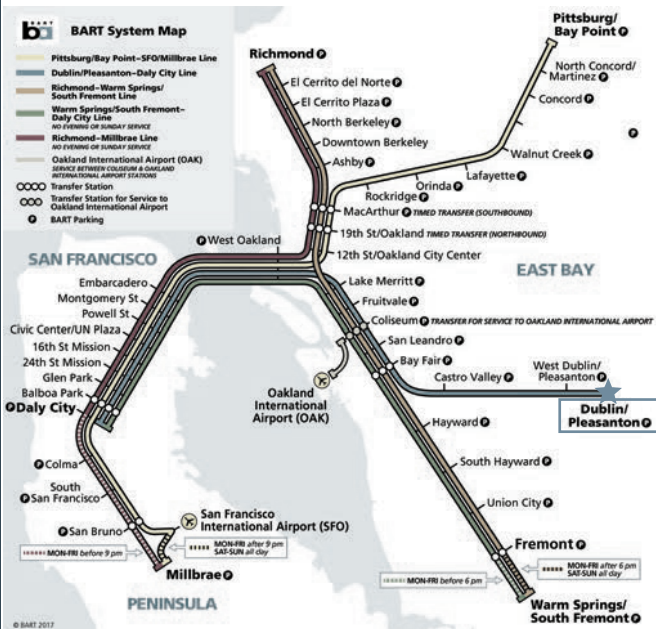 BART
ba
BART System Map
Pittsburg/Bay Point–SFO/Millbrae Line
Dublin/Pleasanton–Daly City Line
Richmond–Warm Springs/
South Fremont Line
Warm Springs/South Fremont–
Daly City Line
NO EVENING OR SUNDAY SERVICE
Richmond–Millbrae Line
NO EVENING OR SUNDAY SERVICE
Oakland International Airport (OAK)
SERVICE BETWEEN COLISEUM & OAKLAND
INTERNATIONAL AIRPORT STATIONS
Transfer Station
Transfer Station for Service to
Oakland International Airport
P BART Parking
Pittsburg/
Bay Point P
North Concord/
Martinez P
Concord P
P
Walnut Creek P
Lafayette P
Orinda P
Rockridge P
Richmond P
El Cerrito del Norte P
El Cerrito Plaza P
North Berkeley P
Downtown Berkeley
Ashby P
MacArthur P TIMED TRANSFER (SOUTHBOUND)
19th St/Oakland TIMED TRANSFER (NORTHBOUND)
12th St/Oakland City Center
P West Oakland
SAN FRANCISCO
EAST BAY
Embarcadero
Montgomery St
Powell St
Civic Center/UN Plaza
16th St Mission
24th St Mission
Glen Park
Balboa Park
P Daly City
Lake Merritt P
Fruitvale P
Coliseum P TRANSFER FOR SERVICE TO OAKLAND INTERNATIONAL AIRPORT
San Leandro P
Bay Fair P
Castro Valley P
West Dublin/
Pleasanton P
Dublin/
Pleasanton P
Oakland
International
Airport (OAK)
Hayward P
South Hayward P
Union City P
Fremont P
MON-FRI after 6 pm
SAT-SUN all day
MON-FRI before 6 pm
Warm Springs/
South Fremont P
P Colma
South
P San Francisco
P San Bruno
San Francisco
International Airport (SFO)
MON-FRI before 9 pm
MON-FRI after 9 pm
SAT-SUN all day
Millbrae P
PENINSULA
© BART 2017